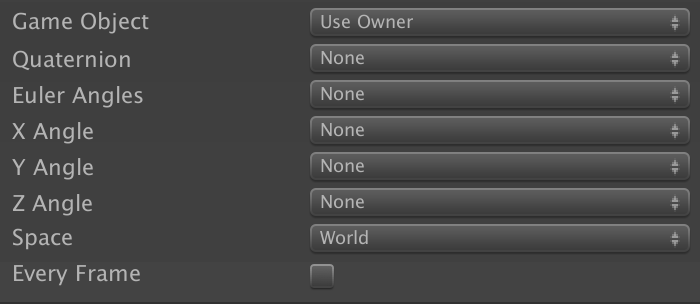 Game Object Use Owner
Quaternion None
Euler Angles None
X Angle None
Y Angle None
Z Angle None
Space World
Every Frame